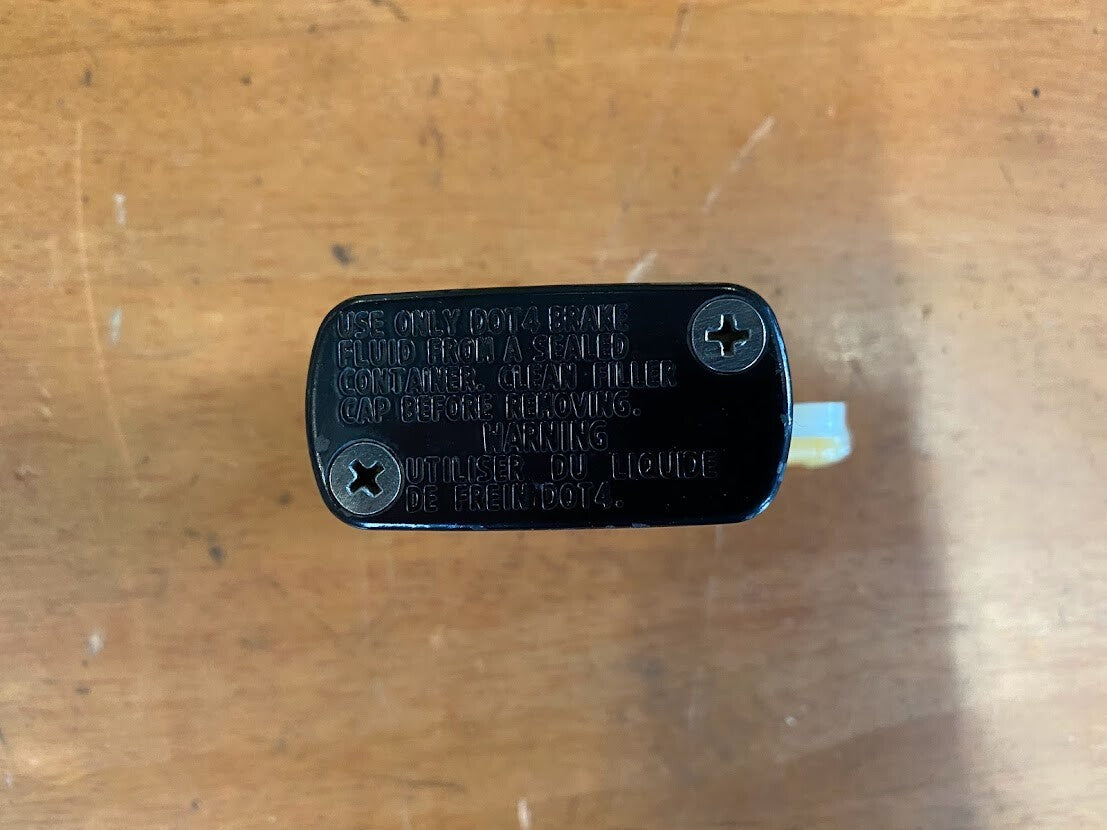 USE ONLY DOT4 BRAKE
FLUID FROM A SEALED
CONTAINER. CLEAN FILLER
CAP BEFORE REMOVING.
WARNING
UTILISER DU LIQUIDE
DE FREIN DOT4.